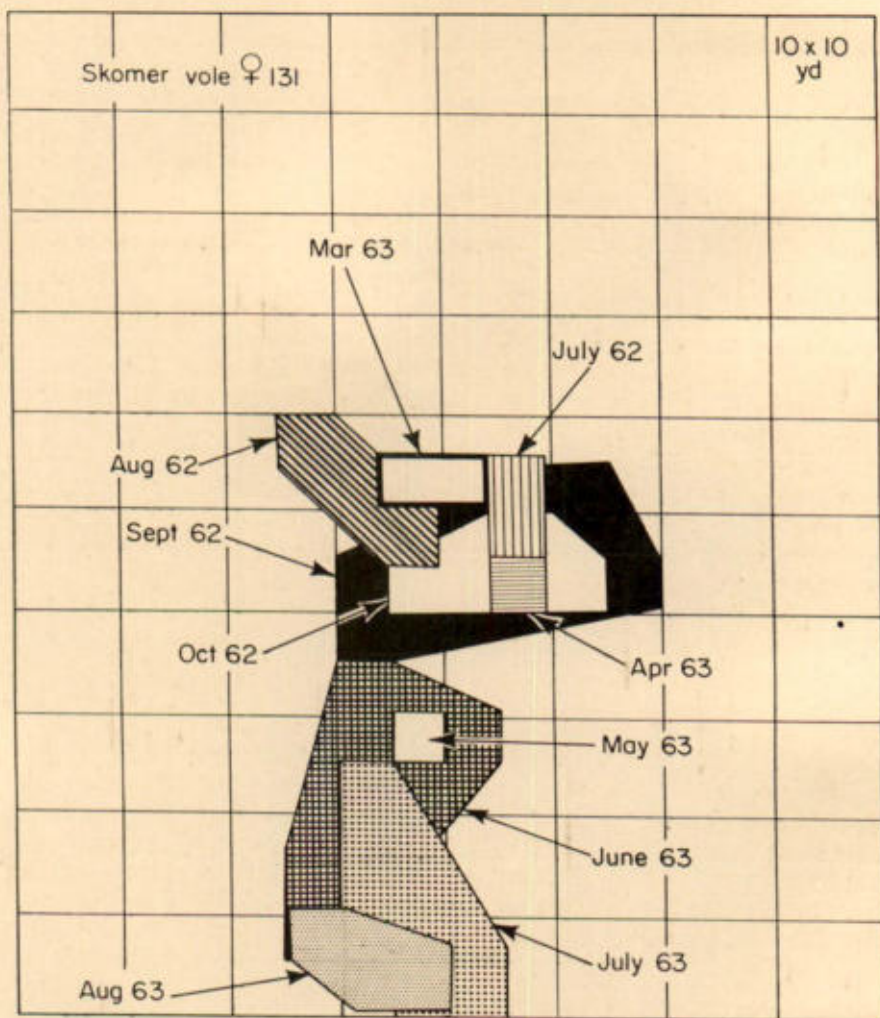 Skomer vole ♀ 131
10 x 10
yd
Mar 63
July 62
Aug 62
Sept 62
Oct 62
Apr 63
May 63
June 63
July 63
Aug 63